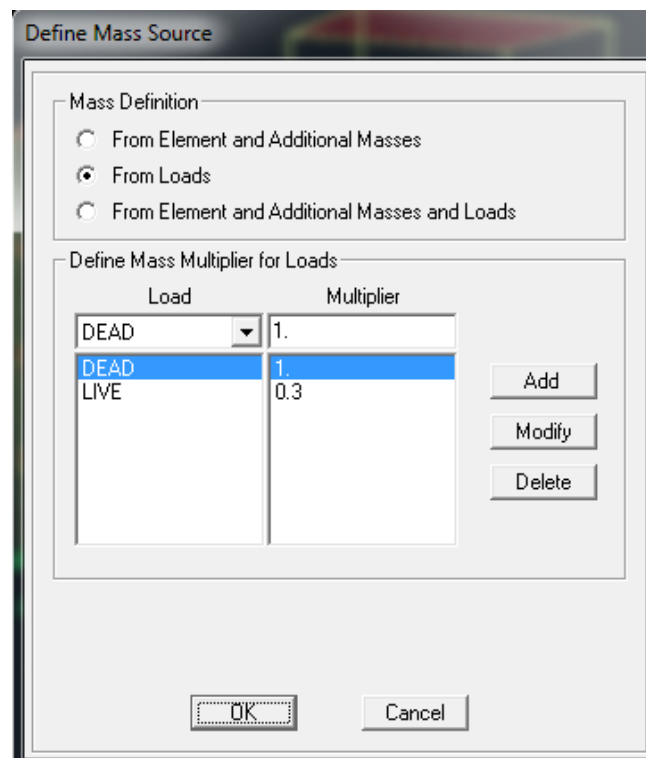 Define Mass Source
Mass Definition
From Element and Additional Masses
From Loads
From Element and Additional Masses and Loads
Define Mass Multiplier for Loads
Load Multiplier
DEAD 1.
DEAD 1.
LIVE 0.3
Add
Modify
Delete
OK Cancel